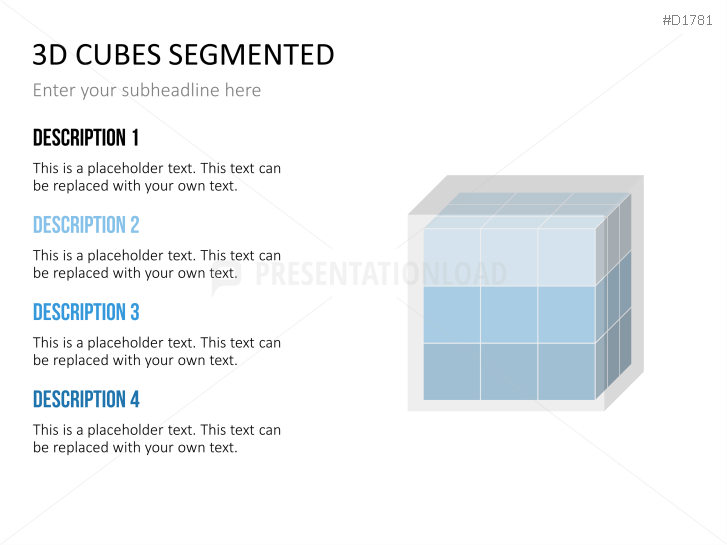 #D1781
3D CUBES SEGMENTED
Enter your subheadline here
DESCRIPTION 1
This is a placeholder text. This text can
be replaced with your own text.
DESCRIPTION 2
This is a placeholder text. This text can
be replaced with your own text.
PRESENTATIONLOAD
DESCRIPTION 3
This is a placeholder text. This text can
be replaced with your own text.
DESCRIPTION 4
This is a placeholder text. This text can
be replaced with your own text.